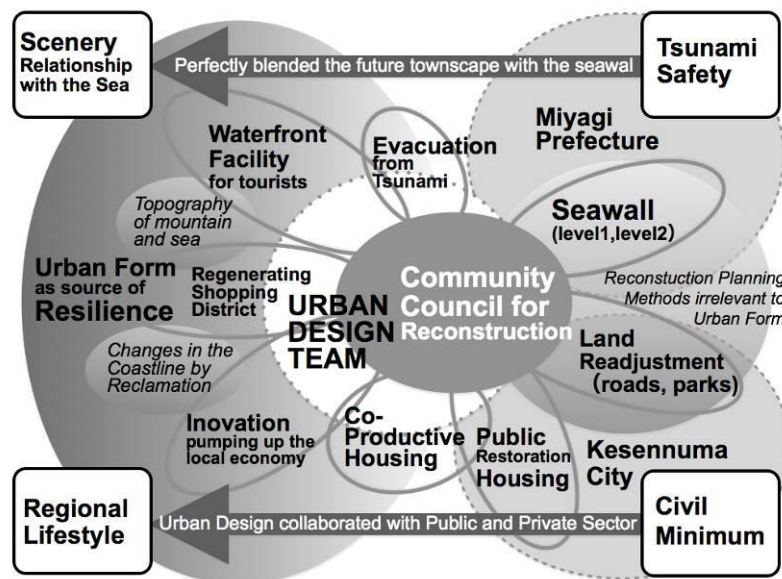 Scenery
Relationship
with the Sea
Perfectly blended the future townscape with the seawal
Tsunami
Safety
Waterfront
Facility
for tourists
Evacuation
from
Tsunami
Miyagi
Prefecture
Topography
of mountain
and sea
Seawall
(level1,level2)
Urban Form
as source of
Resilience
Regenerating
Shopping
District
URBAN
DESIGN
TEAM
Community
Council for
Reconstruction
Reconstuction Planning
Methods irrelevant to
Urban Form
Changes in the
Coastline by
Reclamation
Land
Readjustment
(roads, parks)
Inovation
pumping up the
local economy
Co-
Productive
Housing
Public
Restoration
Housing
Kesennuma
City
Regional
Lifestyle
Urban Design collaborated with Public and Private Sector
Civil
Minimum